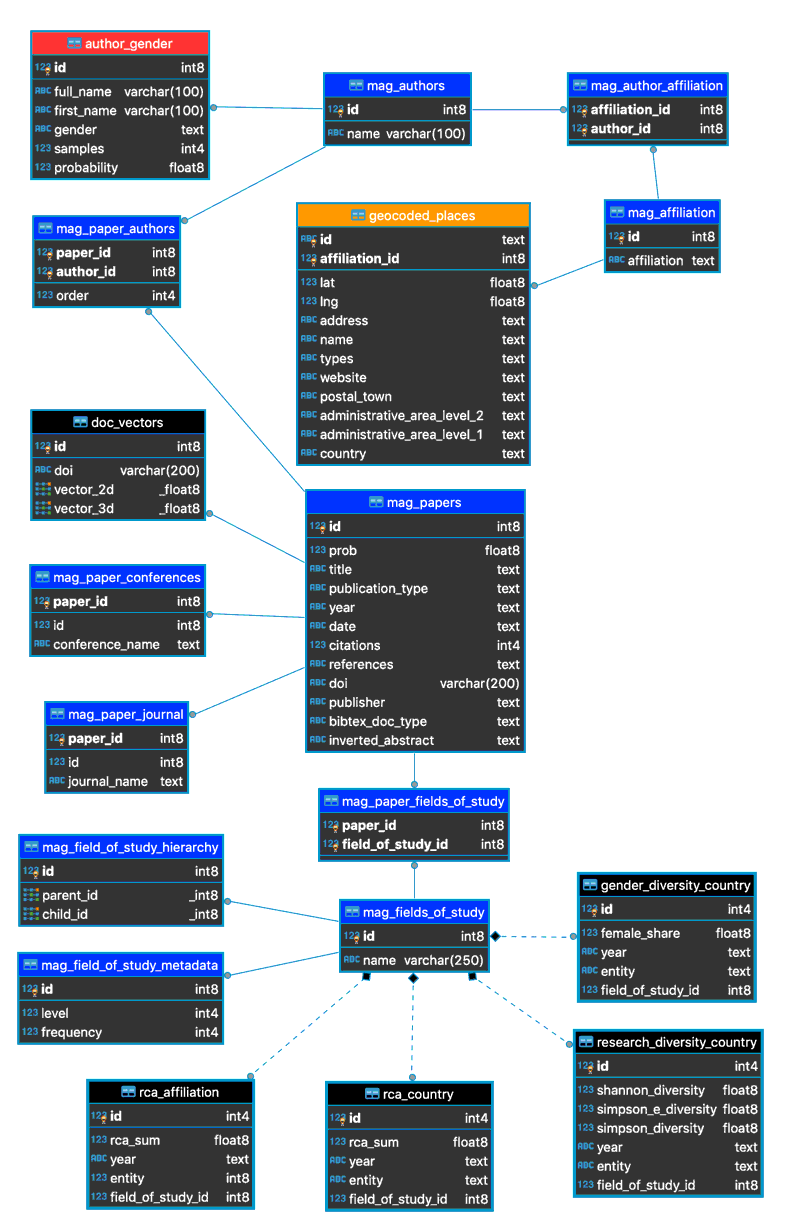 author_gender
123 id int8
ABC full_name varchar(100)
ABC first_name varchar(100)
ABC gender text
123 samples int4
123 probability float8
mag_authors
123 id int8
ABC name varchar(100)
mag_author_affiliation
123 affiliation_id int8
123 author_id int8
mag_paper_authors
123 paper_id int8
123 author_id int8
123 order int4
geocoded_places
ABC id text
123 affiliation_id int8
123 lat float8
123 lng float8
ABC address text
ABC name text
ABC types text
ABC website text
ABC postal_town text
ABC administrative_area_level_2 text
ABC administrative_area_level_1 text
ABC country text
mag_affiliation
123 id int8
ABC affiliation text
doc_vectors
123 id int8
ABC doi varchar(200)
vector_2d _float8
vector_3d _float8
mag_papers
123 id int8
123 prob float8
ABC title text
ABC publication_type text
ABC year text
ABC date text
123 citations int4
ABC references text
ABC doi varchar(200)
ABC publisher text
ABC bibtex_doc_type text
ABC inverted_abstract text
mag_paper_conferences
123 paper_id int8
123 id int8
ABC conference_name text
mag_paper_journal
123 paper_id int8
123 id int8
ABC journal_name text
mag_paper_fields_of_study
123 paper_id int8
123 field_of_study_id int8
mag_field_of_study_hierarchy
123 id int8
parent_id _int8
child_id _int8
mag_fields_of_study
123 id int8
ABC name varchar(250)
gender_diversity_country
123 id int4
123 female_share float8
ABC year text
ABC entity text
123 field_of_study_id int8
mag_field_of_study_metadata
123 id int8
123 level int4
123 frequency int4
research_diversity_country
123 id int4
123 shannon_diversity float8
123 simpson_e_diversity float8
123 simpson_diversity float8
ABC year text
ABC entity text
123 field_of_study_id int8
rca_affiliation
123 id int4
123 rca_sum float8
ABC year text
123 entity int8
123 field_of_study_id int8
rca_country
123 id int4
123 rca_sum float8
ABC year text
ABC entity text
123 field_of_study_id int8